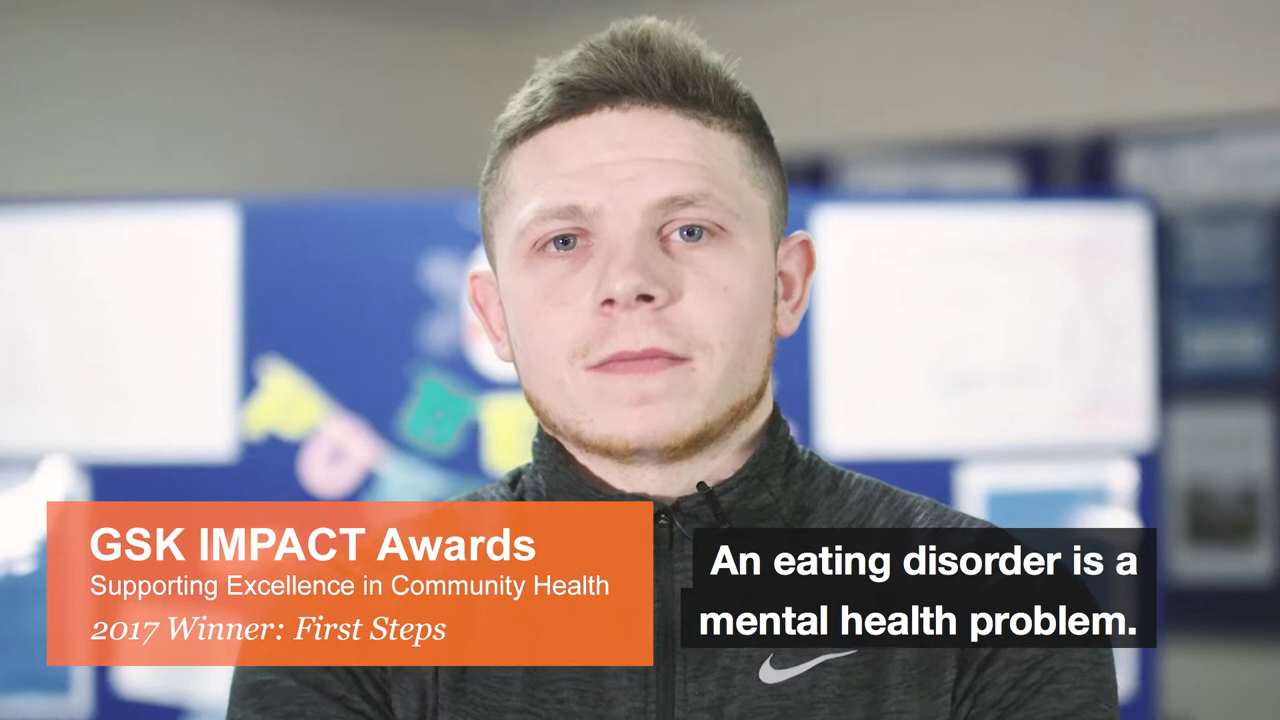 GSK IMPACT Awards
Supporting Excellence in Community Health
2017 Winner: First Steps
An eating disorder is a
mental health problem.